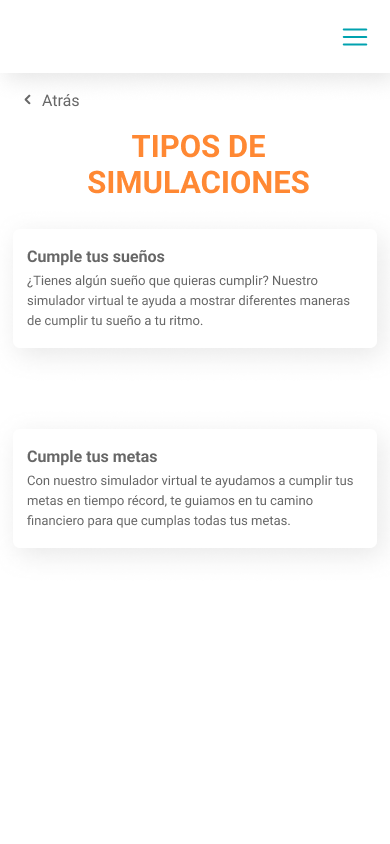 Atrás
TIPOS DE
SIMULACIONES
Cumple tus sueños
¿Tienes algún sueño que quieras cumplir? Nuestro
simulador virtual te ayuda a mostrar diferentes maneras
de cumplir tu sueño a tu ritmo.
Cumple tus metas
Con nuestro simulador virtual te ayudamos a cumplir tus
metas en tiempo récord, te guiamos en tu camino
financiero para que cumplas todas tus metas.